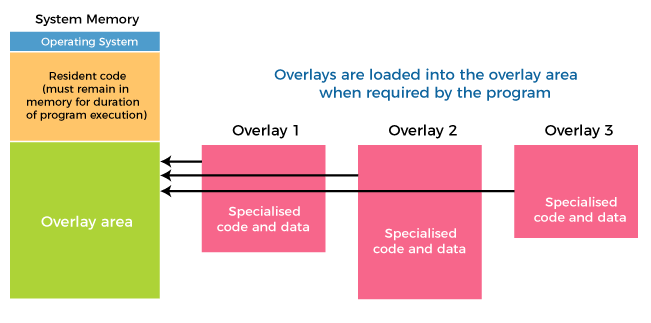 System Memory
Operating System
Resident code
(must remain in
memory for duration
of program execution)
Overlay area
Overlays are loaded into the overlay area
when required by the program
Overlay 1
Specialised
code and data
Overlay 2
Specialised
code and data
Overlay 3
Specialised
code and data